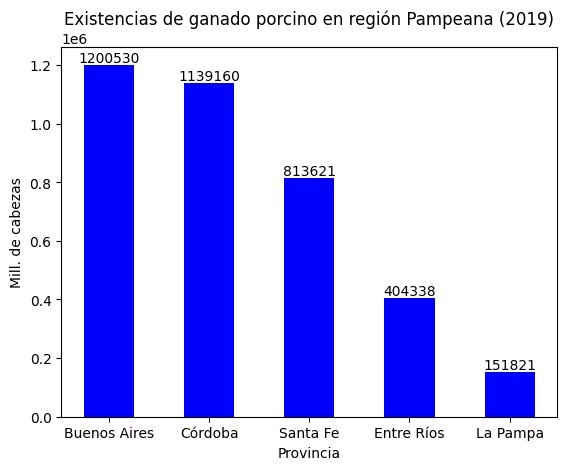 Existencias de ganado porcino en región Pampeana (2019)
1e6
1200530
1139160
813621
404338
151821
1.2
1.0
0.8
0.6
0.4
0.2
0.0
Mill. de cabezas
Buenos Aires Córdoba Santa Fe Entre Ríos La Pampa
Provincia